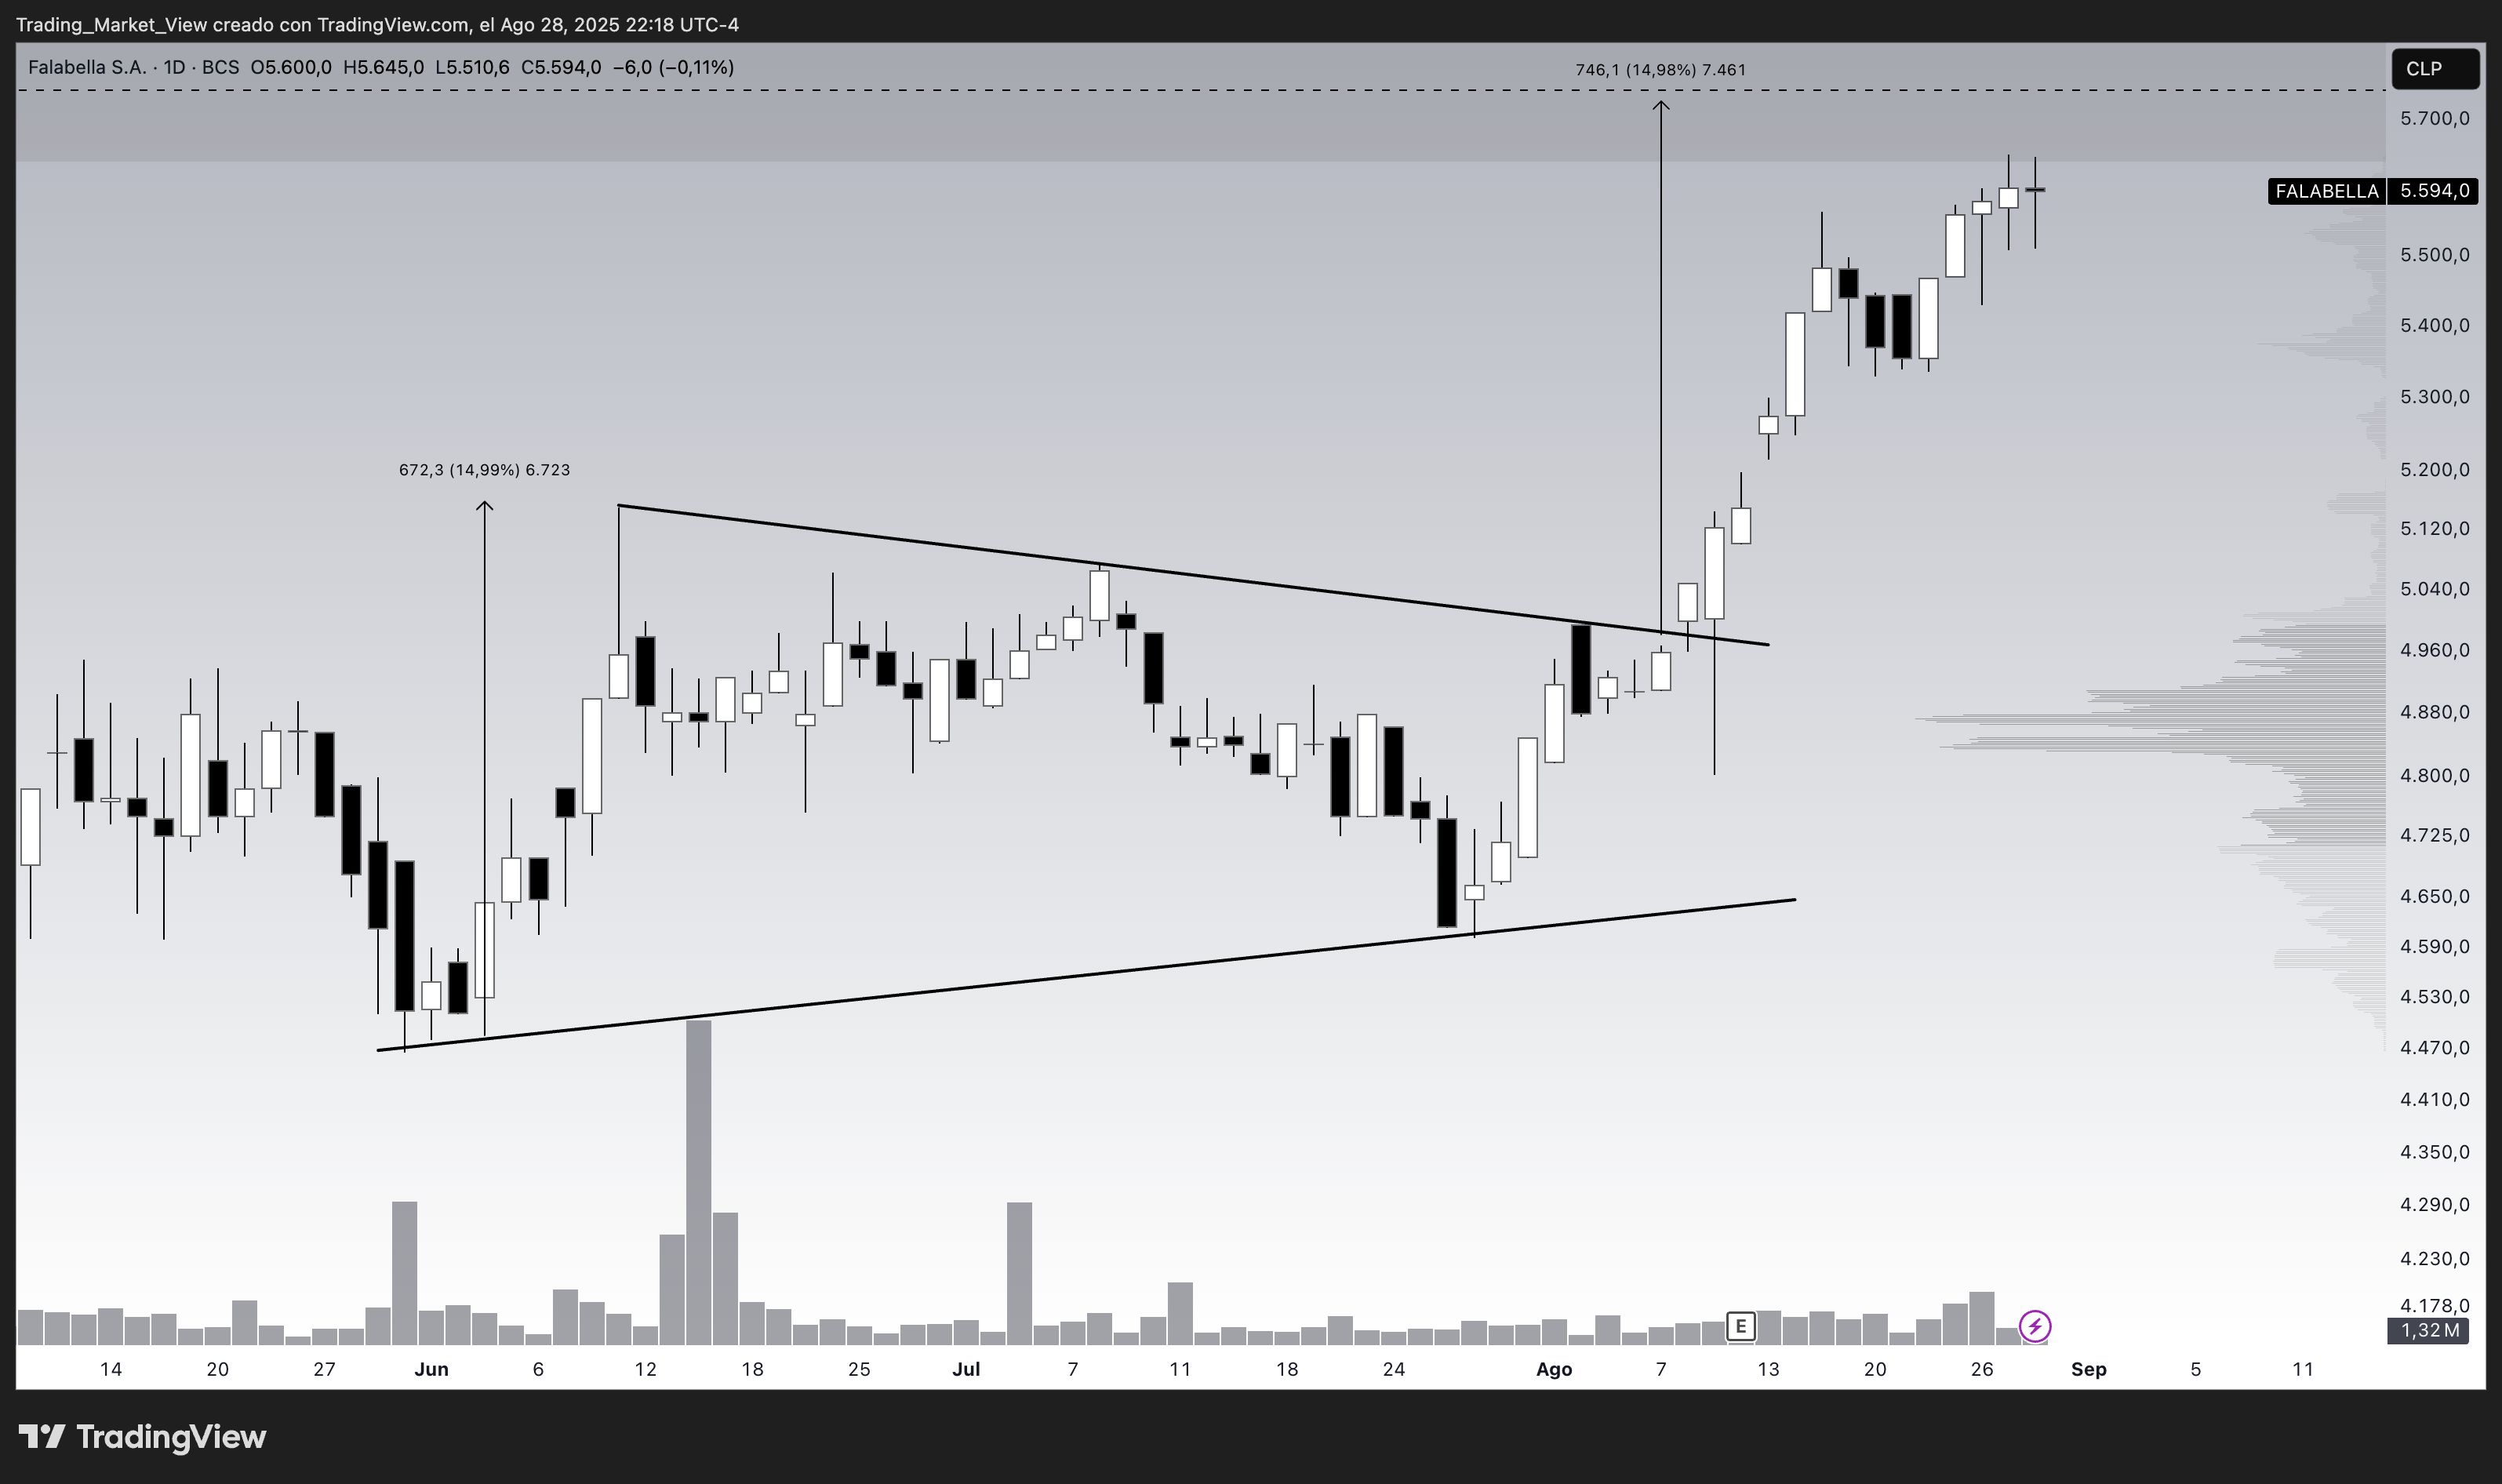 Trading_Market_View creado con TradingView.com, el Ago 28, 2025 22:18 UTC-4
Falabella S.A. · 1D · BCS O5.600,0 H5.645,0 L5.510,6 C5.594,0 −6,0 (−0,11%)
746,1 (14,98%) 7.461
CLP
5.700,0
FALABELLA 5.594,0
5.500,0
5.400,0
5.300,0
672,3 (14,99%) 6.723
5.200,0
5.120,0
5.040,0
4.960,0
4.880,0
4.800,0
4.725,0
4.650,0
4.590,0
4.530,0
4.470,0
4.410,0
4.350,0
4.290,0
4.230,0
4.178,0
E
1,32 M
14 20 27 Jun 6 12 18 25 Jul 7 11 18 24 Ago 7 13 20 26 Sep 5 11
TradingView